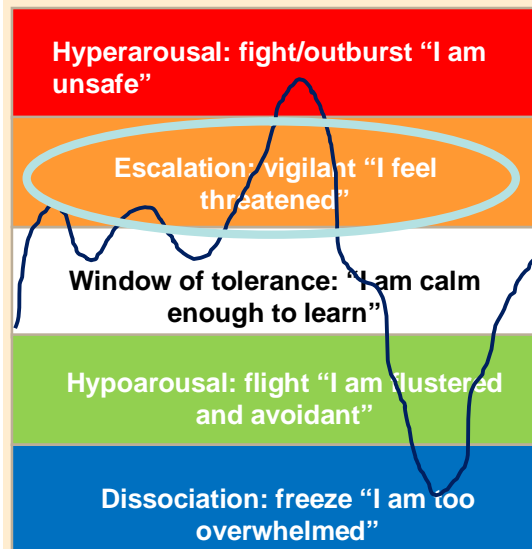 Hyperarousal: fight/outburst “I am
unsafe”
Escalation: vigilant “I feel
threatened”
Window of tolerance: “I am calm
enough to learn”
Hypoarousal: flight “I am flustered
and avoidant”
Dissociation: freeze “I am too
overwhelmed”